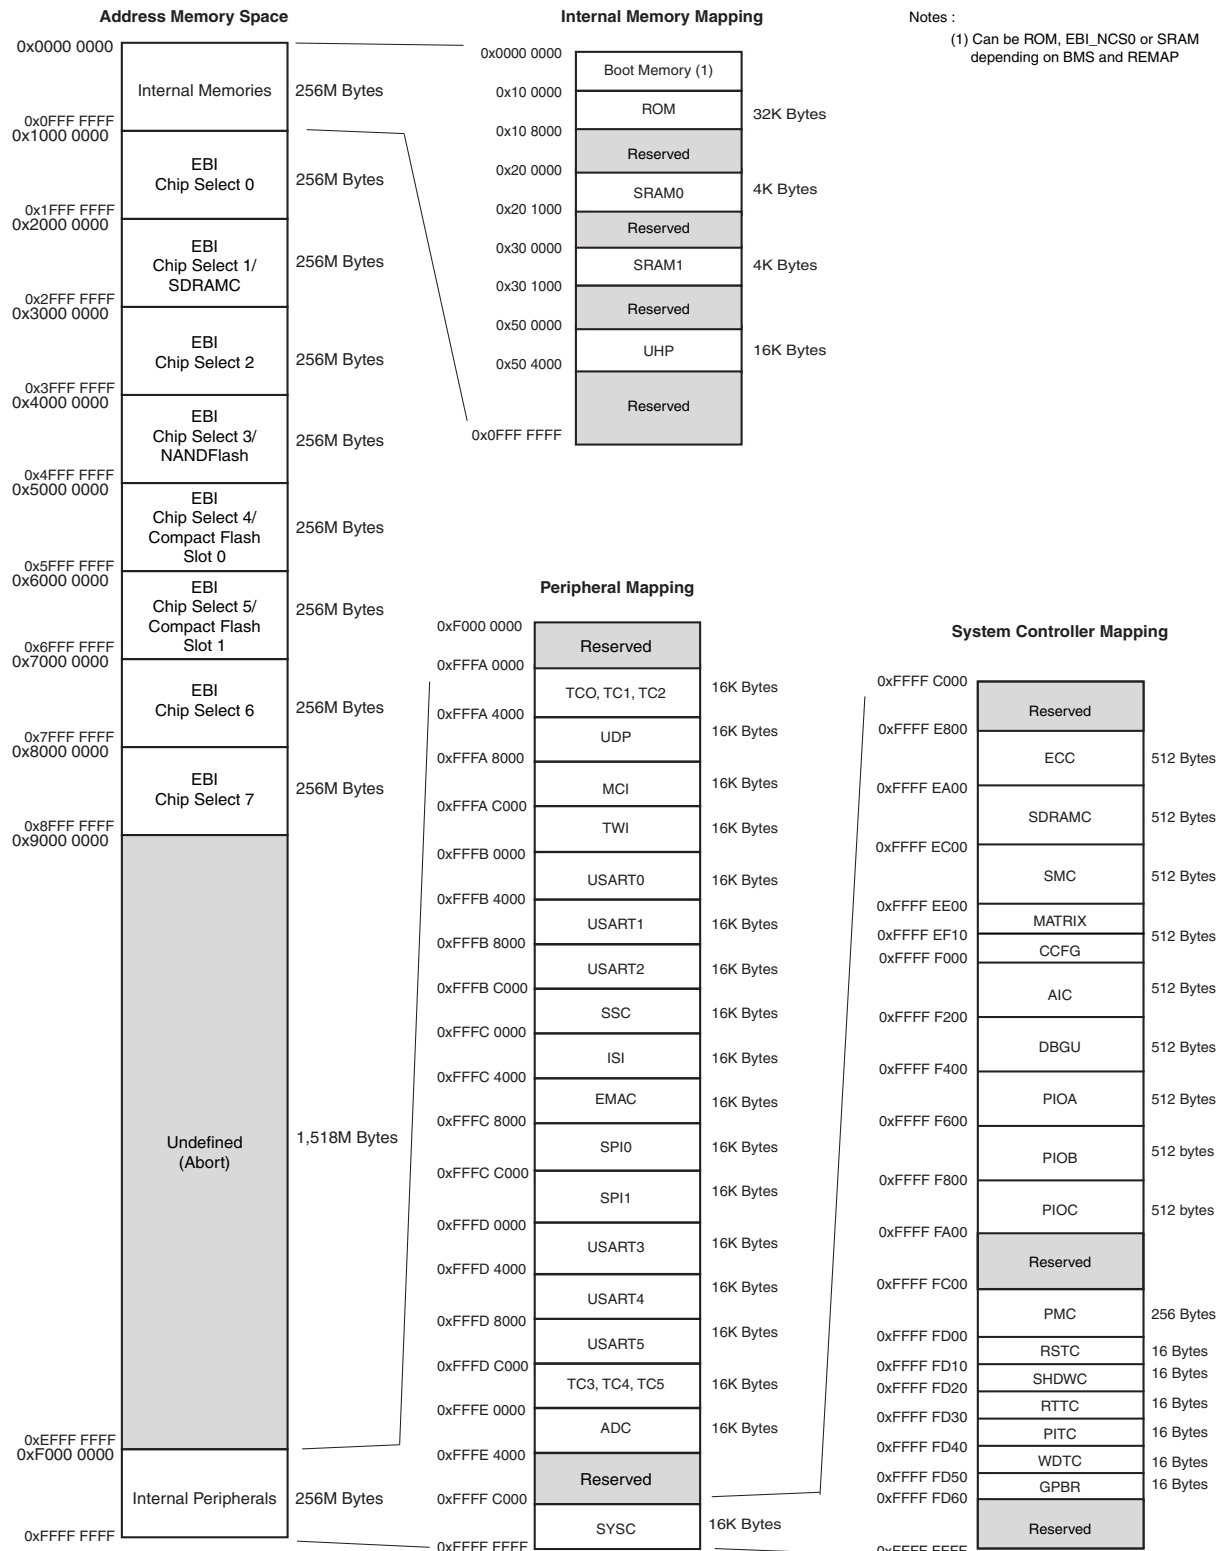 Address Memory Space
0x0000 0000
Internal Memories
256M Bytes
0x0FFF FFFF
0x1000 0000
EBI
Chip Select 0
256M Bytes
0x1FFF FFFF
0x2000 0000
EBI
Chip Select 1/
SDRAMC
256M Bytes
0x2FFF FFFF
0x3000 0000
EBI
Chip Select 2
256M Bytes
0x3FFF FFFF
0x4000 0000
EBI
Chip Select 3/
NANDFlash
256M Bytes
0x4FFF FFFF
0x5000 0000
EBI
Chip Select 4/
Compact Flash
Slot 0
256M Bytes
0x5FFF FFFF
0x6000 0000
EBI
Chip Select 5/
Compact Flash
Slot 1
256M Bytes
0x6FFF FFFF
0x7000 0000
EBI
Chip Select 6
256M Bytes
0x7FFF FFFF
0x8000 0000
EBI
Chip Select 7
256M Bytes
0x8FFF FFFF
0x9000 0000
Undefined
(Abort)
1,518M Bytes
0xEFFF FFFF
0xF000 0000
Internal Peripherals
256M Bytes
0xFFFF FFFF
Internal Memory Mapping
0x0000 0000
Boot Memory (1)
0x10 0000
ROM
32K Bytes
0x10 8000
Reserved
0x20 0000
SRAM0
4K Bytes
0x20 1000
Reserved
0x30 0000
SRAM1
4K Bytes
0x30 1000
Reserved
0x50 0000
UHP
16K Bytes
0x50 4000
Reserved
0x0FFF FFFF
Notes :
(1) Can be ROM, EBI_NCS0 or SRAM
depending on BMS and REMAP
Peripheral Mapping
0xF000 0000
Reserved
0xFFFA 0000
TCO, TC1, TC2
16K Bytes
0xFFFA 4000
UDP
16K Bytes
0xFFFA 8000
MCI
16K Bytes
0xFFFA C000
TWI
16K Bytes
0xFFFB 0000
USART0
16K Bytes
0xFFFB 4000
USART1
16K Bytes
0xFFFB 8000
USART2
16K Bytes
0xFFFB C000
SSC
16K Bytes
0xFFFC 0000
ISI
16K Bytes
0xFFFC 4000
EMAC
16K Bytes
0xFFFC 8000
SPI0
16K Bytes
0xFFFC C000
SPI1
16K Bytes
0xFFFD 0000
USART3
16K Bytes
0xFFFD 4000
USART4
16K Bytes
0xFFFD 8000
USART5
16K Bytes
0xFFFD C000
TC3, TC4, TC5
16K Bytes
0xFFFE 0000
ADC
16K Bytes
0xFFFE 4000
Reserved
0xFFFF C000
SYSC
16K Bytes
0xFFFF FFFF
System Controller Mapping
0xFFFF C000
Reserved
0xFFFF E800
ECC
512 Bytes
0xFFFF EA00
SDRAMC
512 Bytes
0xFFFF EC00
SMC
512 Bytes
0xFFFF EE00
MATRIX
0xFFFF EF10
512 Bytes
CCFG
0xFFFF F000
AIC
512 Bytes
0xFFFF F200
DBGU
512 Bytes
0xFFFF F400
PIOA
512 Bytes
0xFFFF F600
PIOB
512 bytes
0xFFFF F800
PIOC
512 bytes
0xFFFF FA00
Reserved
0xFFFF FC00
PMC
256 Bytes
0xFFFF FD00
RSTC
16 Bytes
0xFFFF FD10
SHDWC
16 Bytes
0xFFFF FD20
RTTC
16 Bytes
0xFFFF FD30
PITC
16 Bytes
0xFFFF FD40
WDTC
16 Bytes
0xFFFF FD50
GPBR
16 Bytes
0xFFFF FD60
Reserved
0xFFFF FFFF